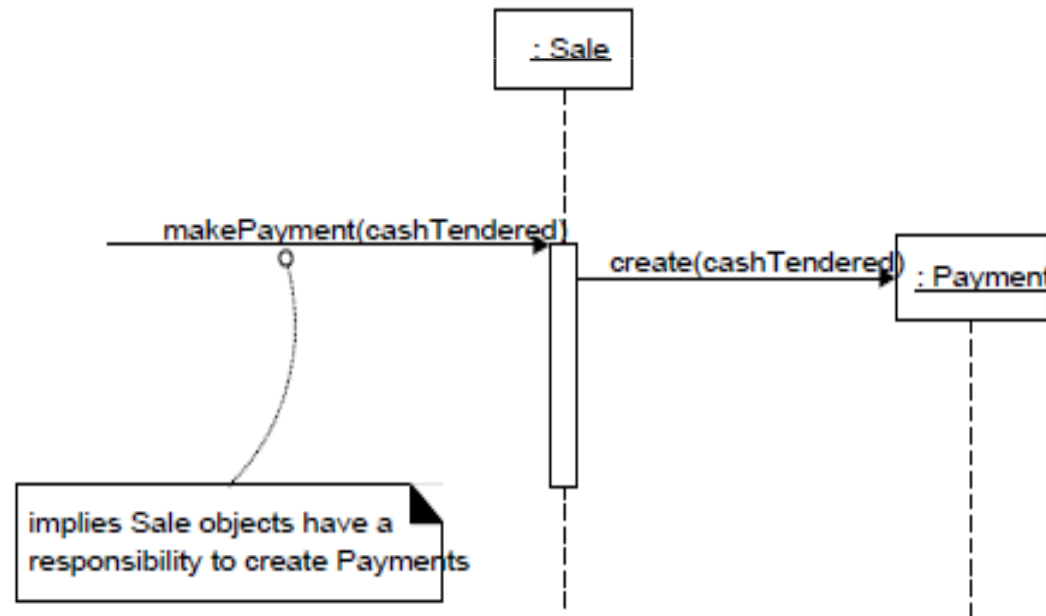 : Sale
makePayment(cashTendered)
create(cashTendered)
: Payment
implies Sale objects have a
responsibility to create Payments